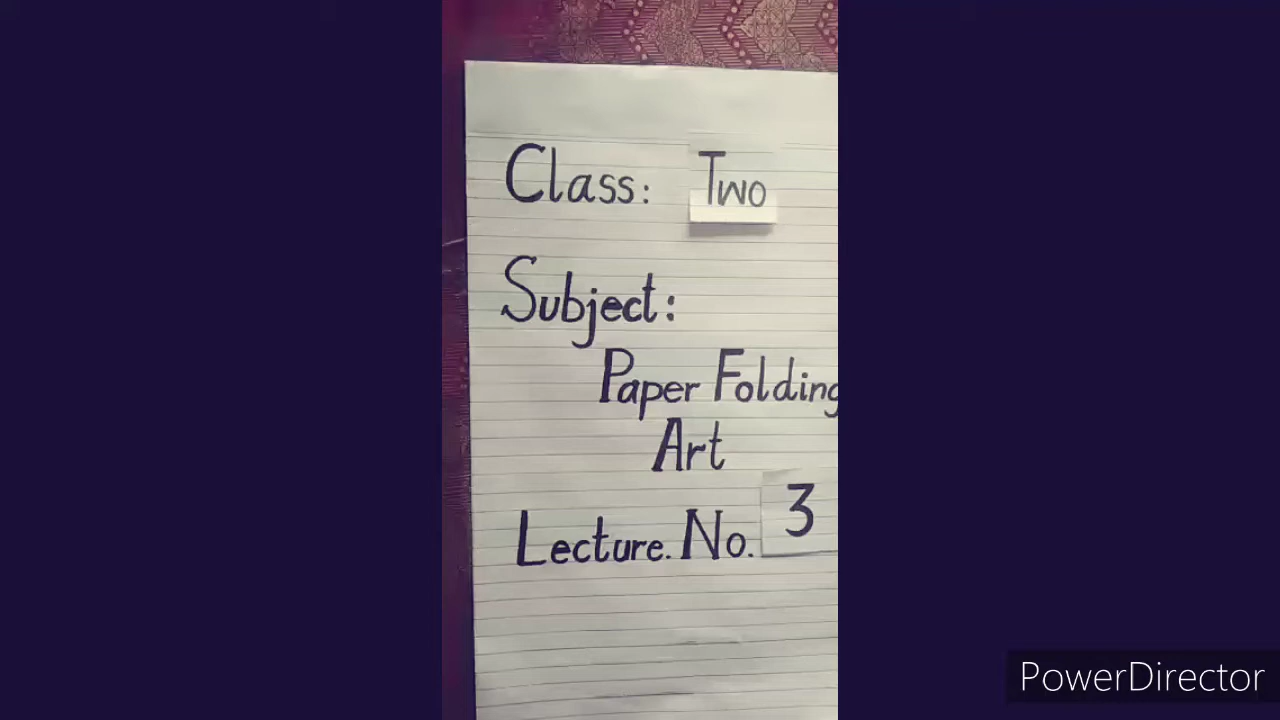 Class: Two
Subject:
Paper Folding
Art
Lecture. No. 3
PowerDirector